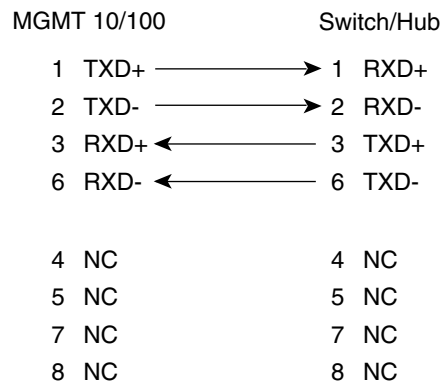 MGMT 10/100 Switch/Hub
1 TXD+ 1 RXD+
2 TXD- 2 RXD-
3 RXD+ 3 TXD+
6 RXD- 6 TXD-
4 NC 4 NC
5 NC 5 NC
7 NC 7 NC
8 NC 8 NC